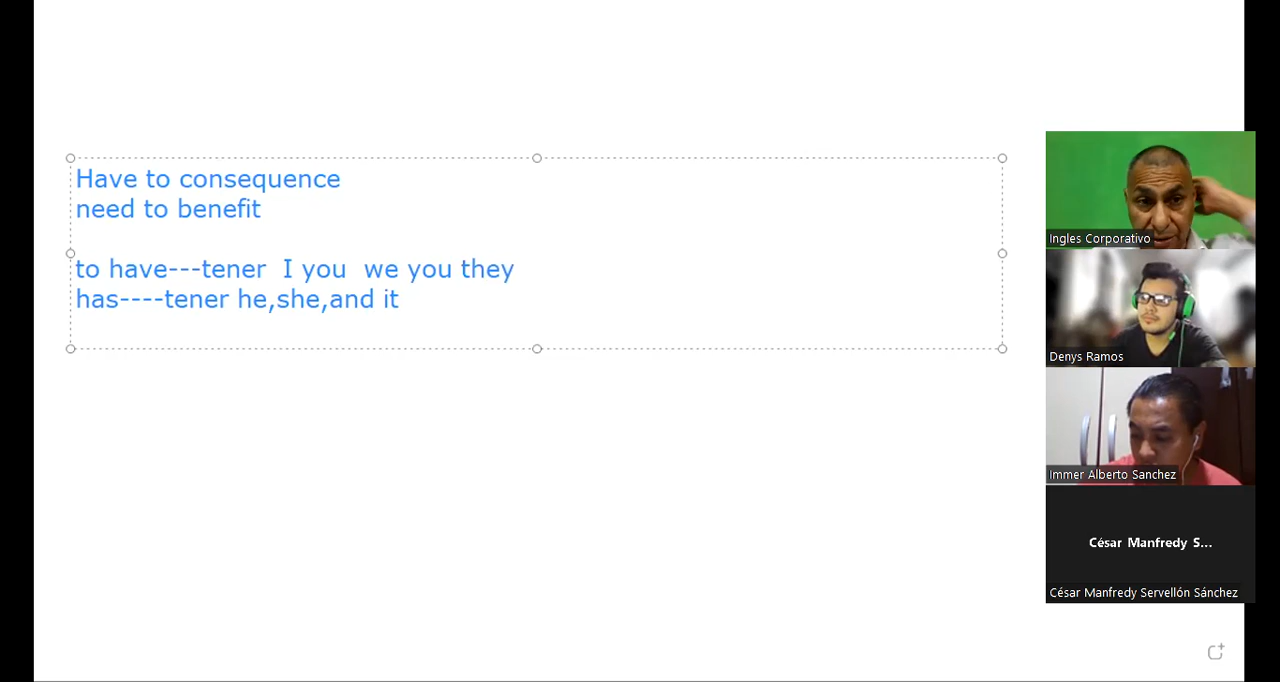 Have to consequence
need to benefit
to have---tener  I you  we you they
has----tener he,she,and it
Ingles Corporativo
Denys Ramos
Immer Alberto Sanchez
César Manfredy S...
César Manfredy Servellón Sánchez